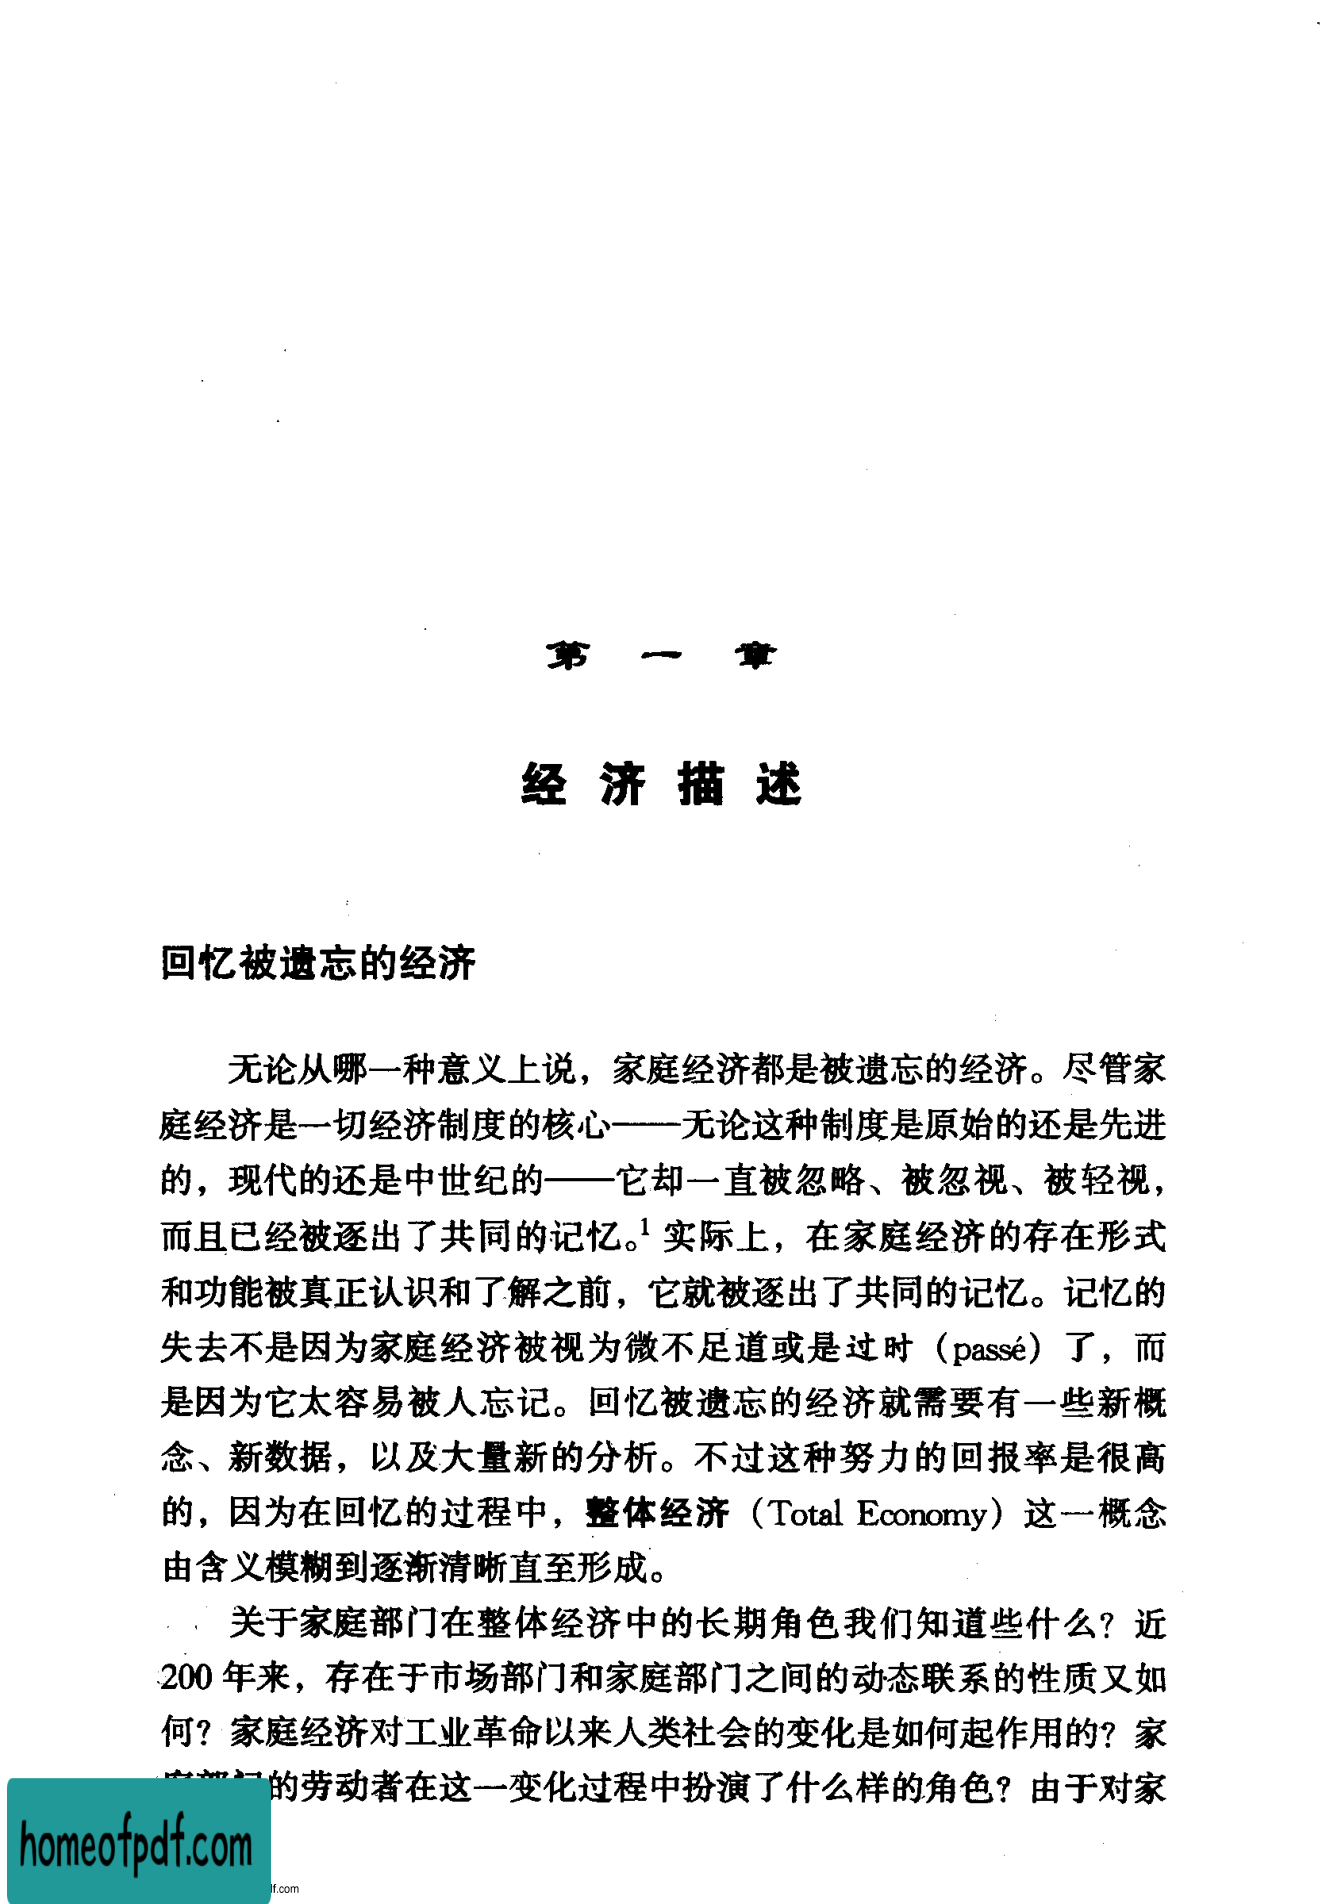 第 一 章
经 济 描 述
回忆被遗忘的经济
无论从哪一种意义上说，家庭经济都是被遗忘的经济。尽管家
庭经济是一切经济制度的核心——无论这种制度是原始的还是先进
的，现代的还是中世纪的——它却一直被忽略、被忽视、被轻视，
而且已经被逐出了共同的记忆。1 实际上，在家庭经济的存在形式
和功能被真正认识和了解之前，它就被逐出了共同的记忆。记忆的
失去不是因为家庭经济被视为微不足道或是过时（passé）了，而
是因为它太容易被人忘记。回忆被遗忘的经济就需要有一些新概
念、新数据，以及大量新的分析。不过这种努力的回报率是很高
的，因为在回忆的过程中，整体经济（Total Economy）这一概念
由含义模糊到逐渐清晰直至形成。
关于家庭部门在整体经济中的长期角色我们知道些什么？近
200 年来，存在于市场部门和家庭部门之间的动态联系的性质又如
何？家庭经济对工业革命以来人类社会的变化是如何起作用的？家
庭部门的劳动者在这一变化过程中扮演了什么样的角色？由于对家
homeofpdf.com
df.com